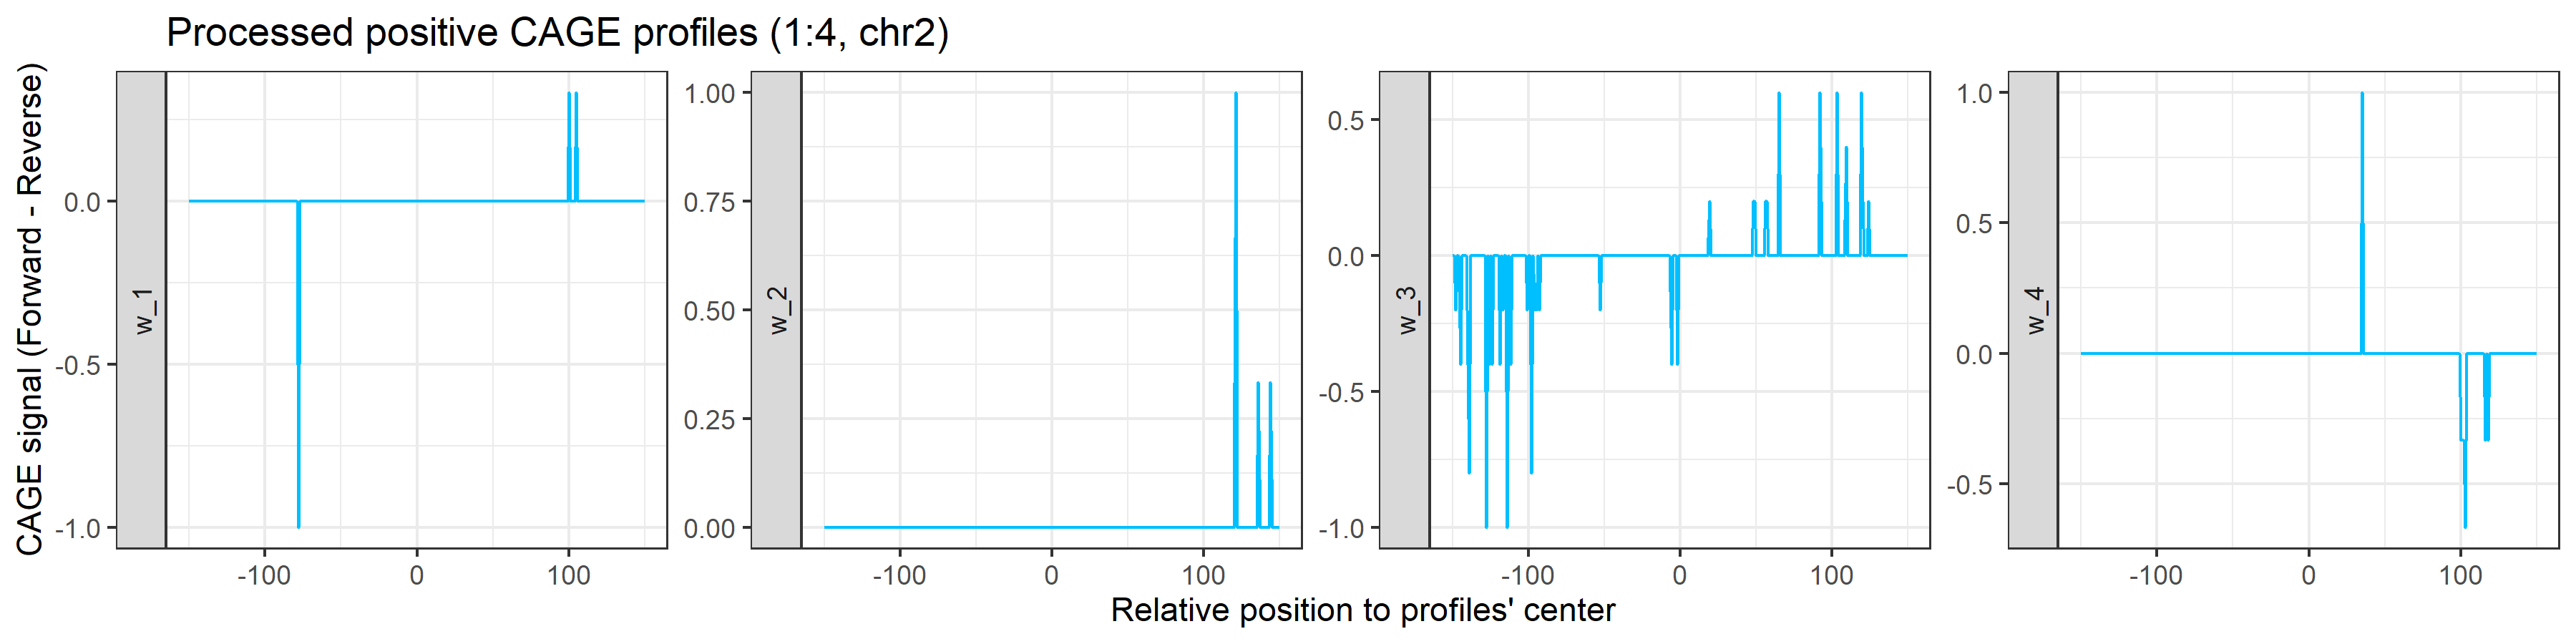 Processed positive CAGE profiles (1:4, chr2)
CAGE signal (Forward - Reverse)
w_1
0.0
-0.5
-1.0
-100 0 100
w_2
1.00
0.75
0.50
0.25
0.00
-100 0 100
w_3
0.5
0.0
-0.5
-1.0
-100 0 100
w_4
1.0
0.5
0.0
-0.5
-100 0 100
Relative position to profiles' center